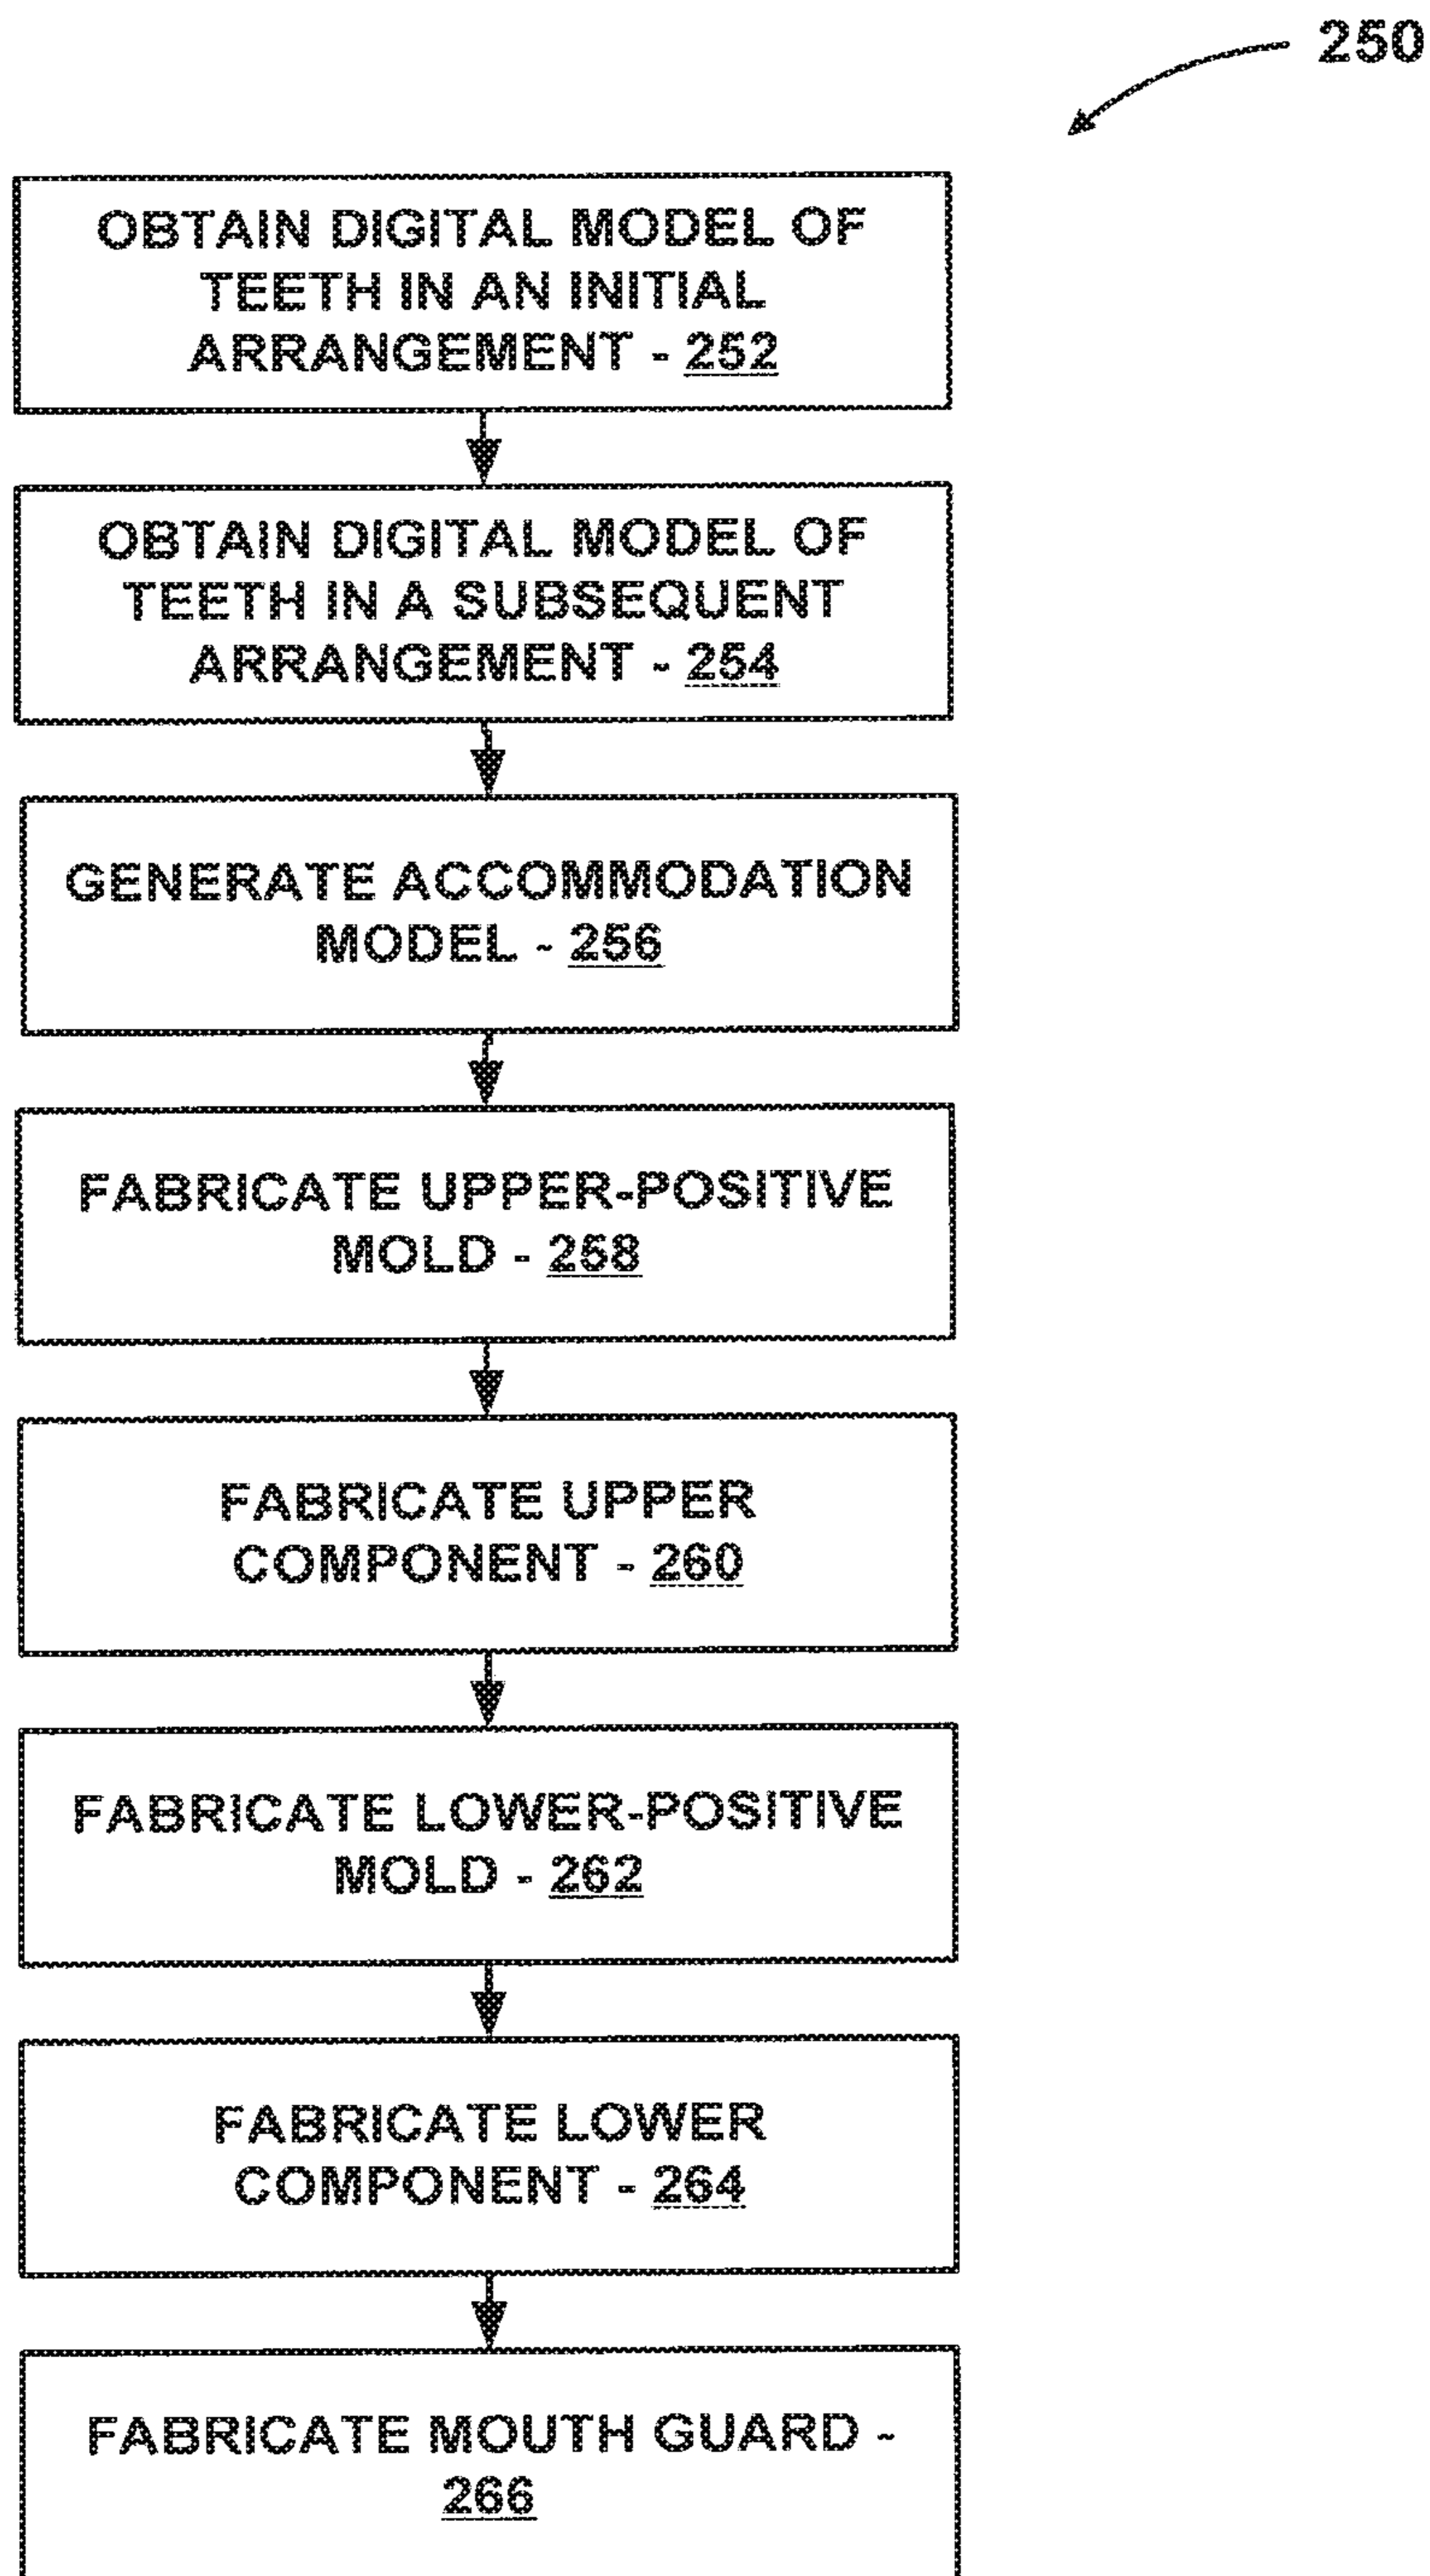 250
OBTAIN DIGITAL MODEL OF
TEETH IN AN INITIAL
ARRANGEMENT - 252
OBTAIN DIGITAL MODEL OF
TEETH IN A SUBSEQUENT
ARRANGEMENT - 254
GENERATE ACCOMMODATION
MODEL - 256
FABRICATE UPPER-POSITIVE
MOLD - 258
FABRICATE UPPER
COMPONENT - 260
FABRICATE LOWER-POSITIVE
MOLD - 262
FABRICATE LOWER
COMPONENT - 264
FABRICATE MOUTH GUARD -
266